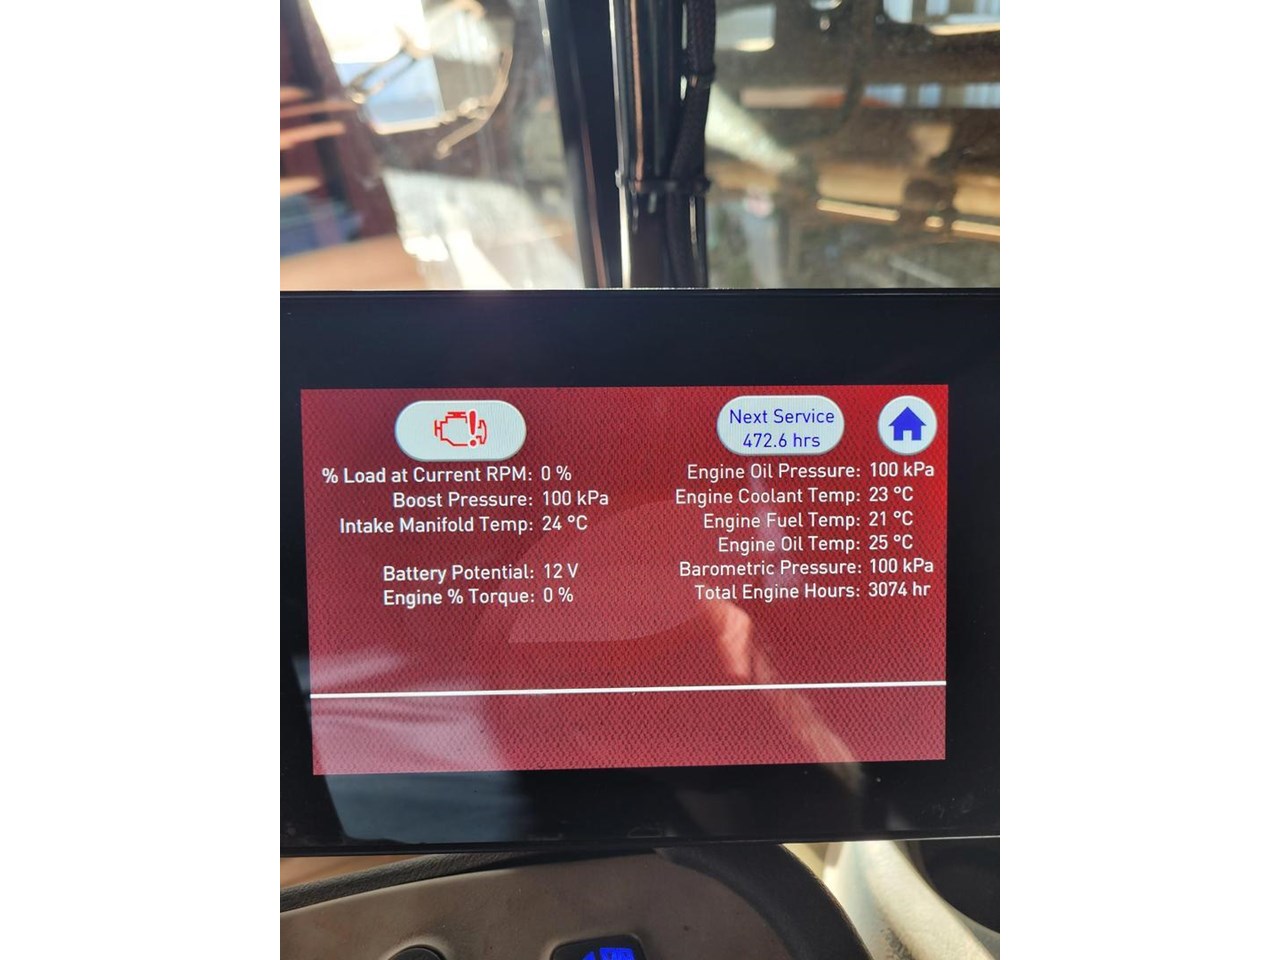 Next Service
472.6 hrs
% Load at Current RPM: 0 %
Boost Pressure: 100 kPa
Intake Manifold Temp: 24 °C
Battery Potential: 12 V
Engine % Torque: 0 %
Engine Oil Pressure: 100 kPa
Engine Coolant Temp: 23 °C
Engine Fuel Temp: 21 °C
Engine Oil Temp: 25 °C
Barometric Pressure: 100 kPa
Total Engine Hours: 3074 hr